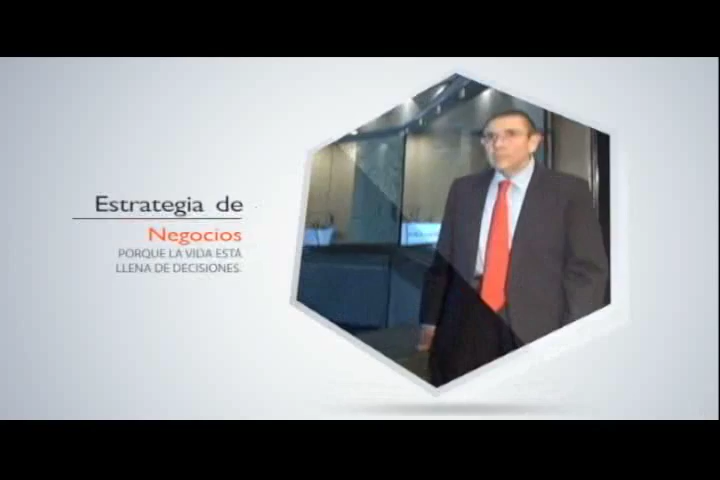 Estrategia de
Negocios
PORQUE LA VIDA ESTÁ
LLENA DE DECISIONES.